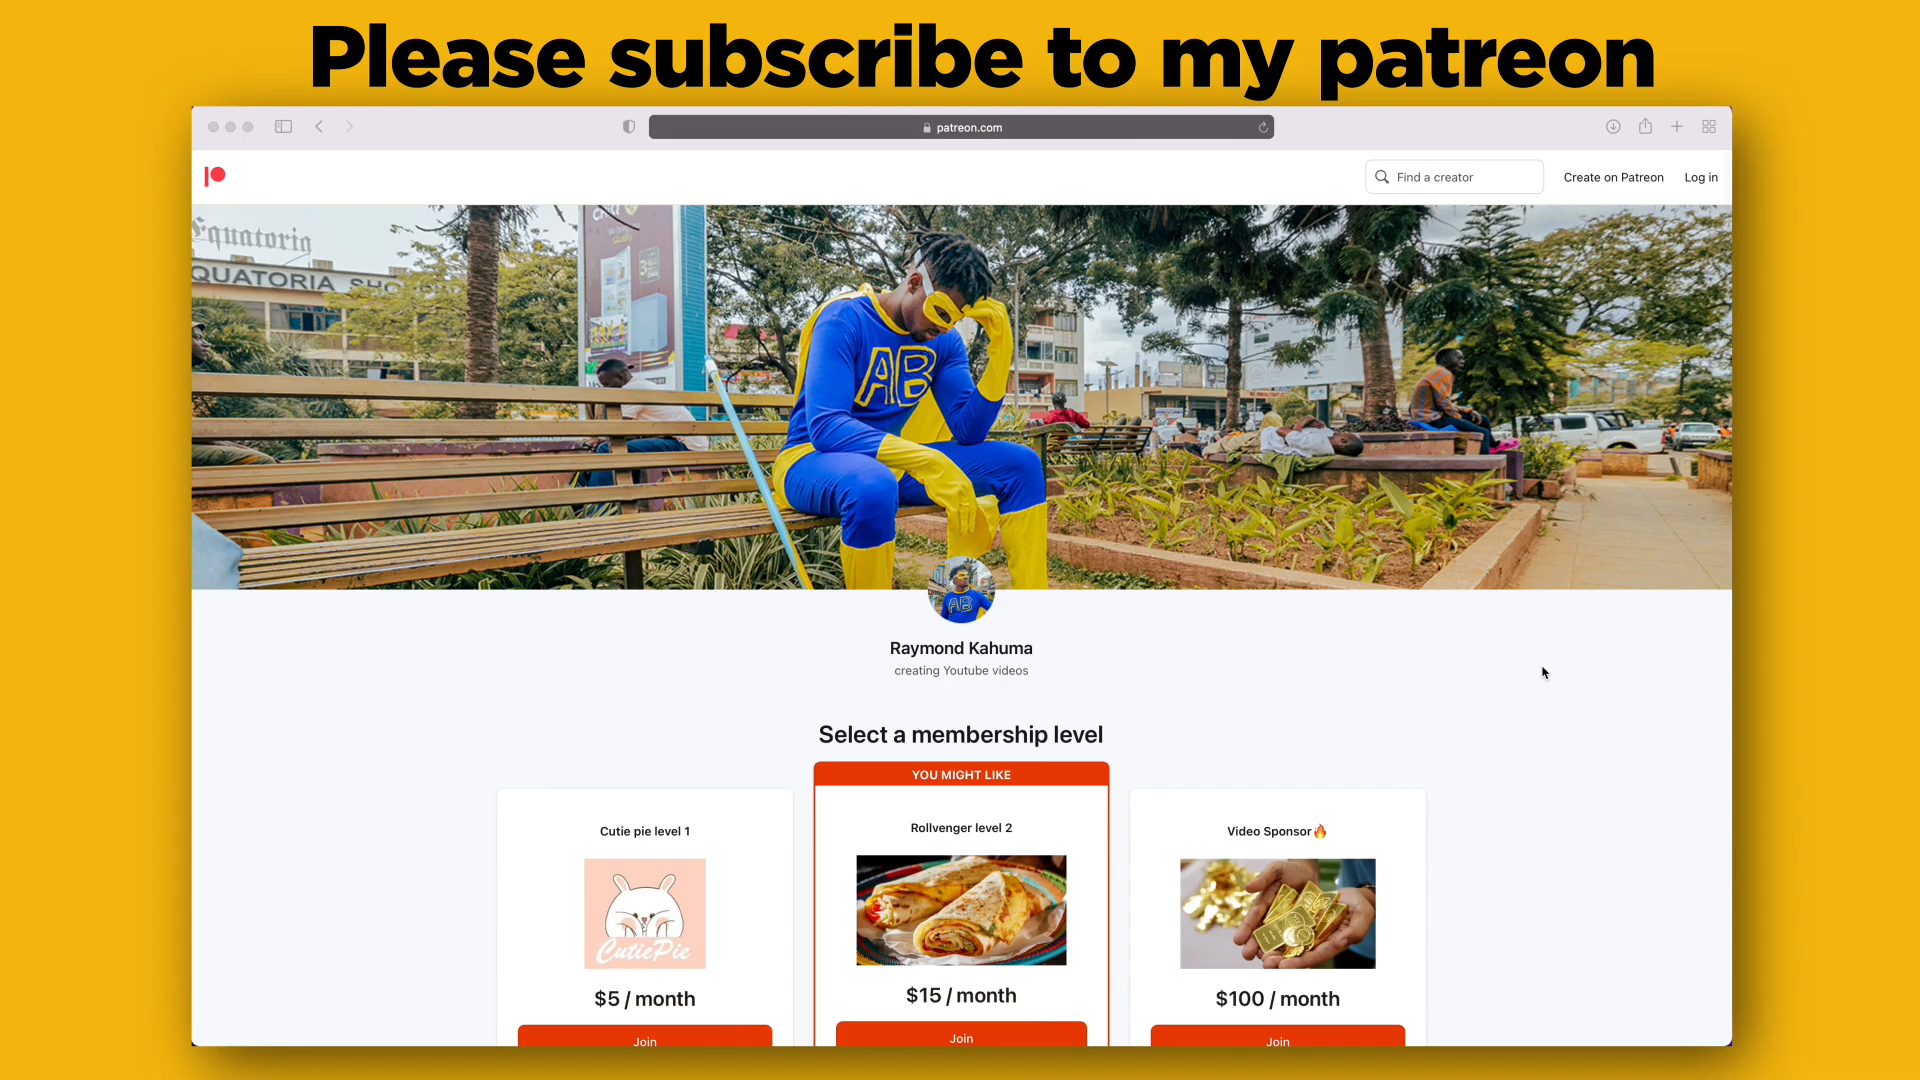 Please subscribe to my patreon
patreon.com
Find a creator
Create on Patreon
Log in
Equatoria
QUATORIA SHO
AB
AB
Raymond Kahuma
creating Youtube videos
Select a membership level
YOU MIGHT LIKE
Cutie pie level 1
Rollvenger level 2
Video Sponsor🔥
CutiePie
$5 / month
$15 / month
$100 / month
Join
Join
Join